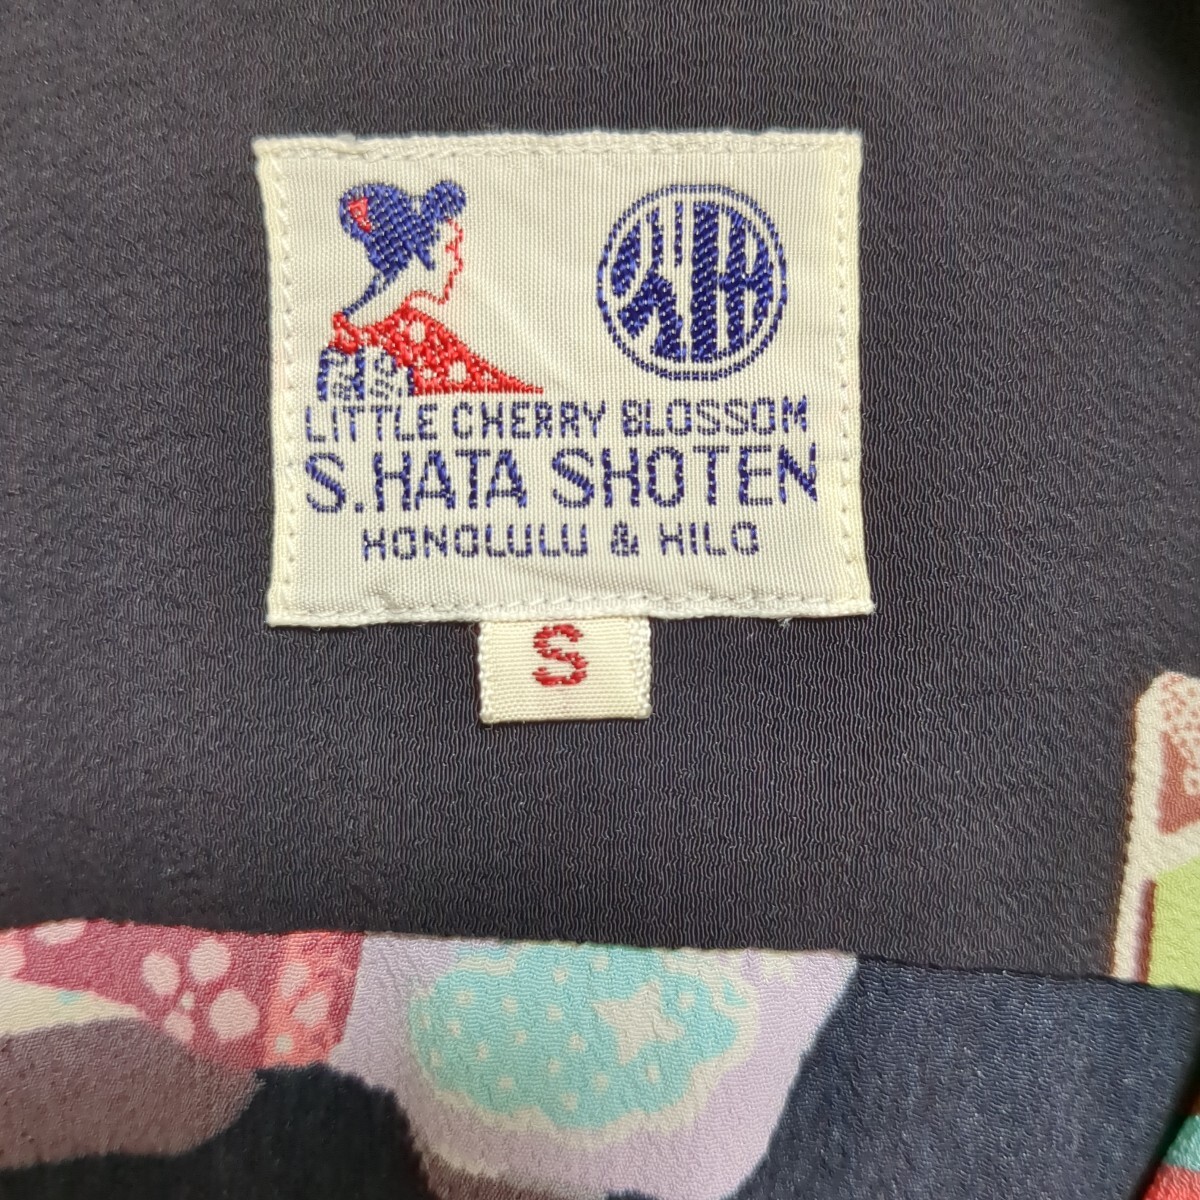 LITTLE CHERRY BLOSSOM
S.HATA SHOTEN
HONOLULU & HILO
S